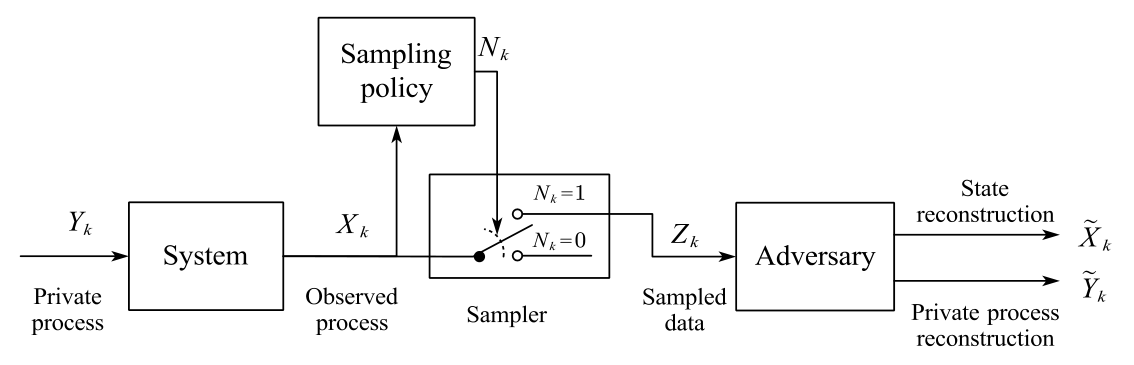 Sampling
policy
N_k
N_k=1
N_k=0
Y_k
System
X_k
Z_k
Adversary
State
reconstruction
X̃_k
Ỹ_k
Private
process
Observed
process
Sampler
Sampled
data
Private process
reconstruction